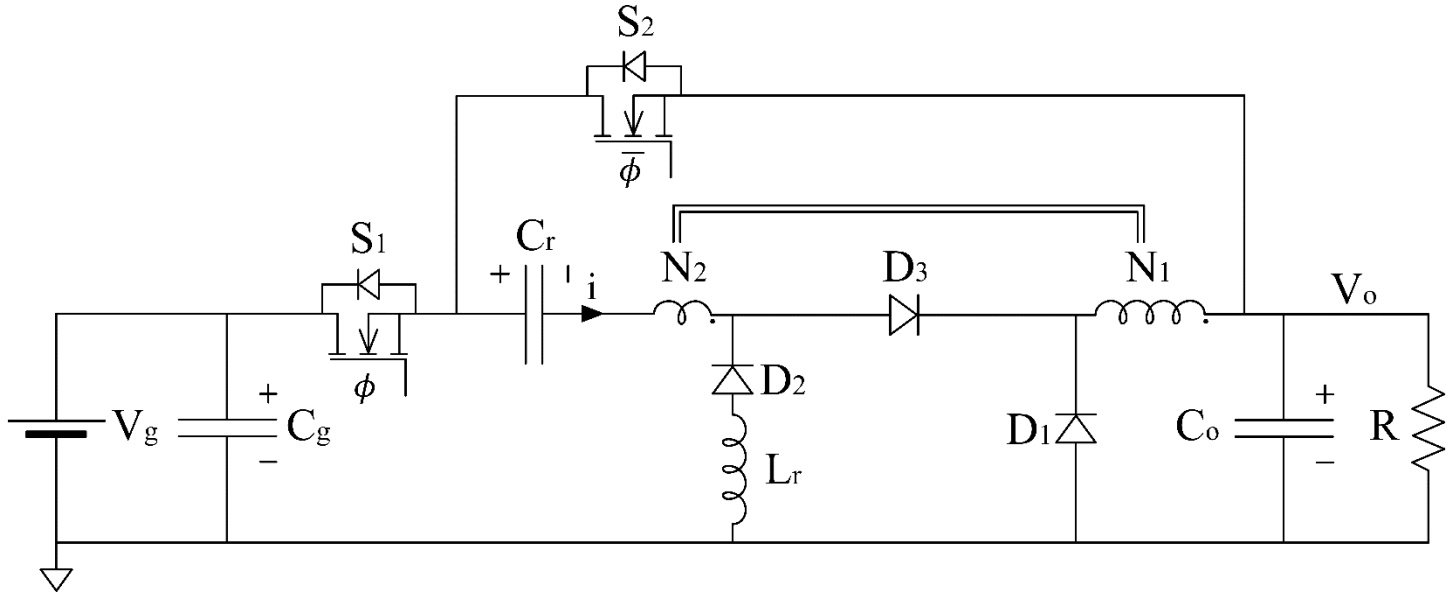 S2
ϕ̅
S1
Cr
+ -
i
N2
D3
N1
Vo
ϕ
D2
Vg
+
Cg
-
Lr
D1
+
Co
-
R